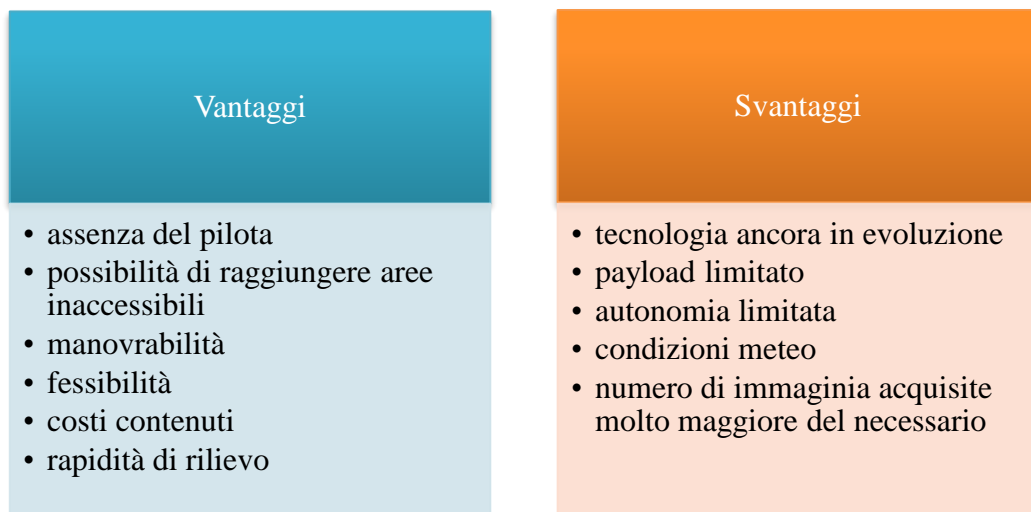 Vantaggi
• assenza del pilota
• possibilità di raggiungere aree
inaccessibili
• manovrabilità
• fessibilità
• costi contenuti
• rapidità di rilievo
Svantaggi
• tecnologia ancora in evoluzione
• payload limitato
• autonomia limitata
• condizioni meteo
• numero di immaginia acquisite
molto maggiore del necessario